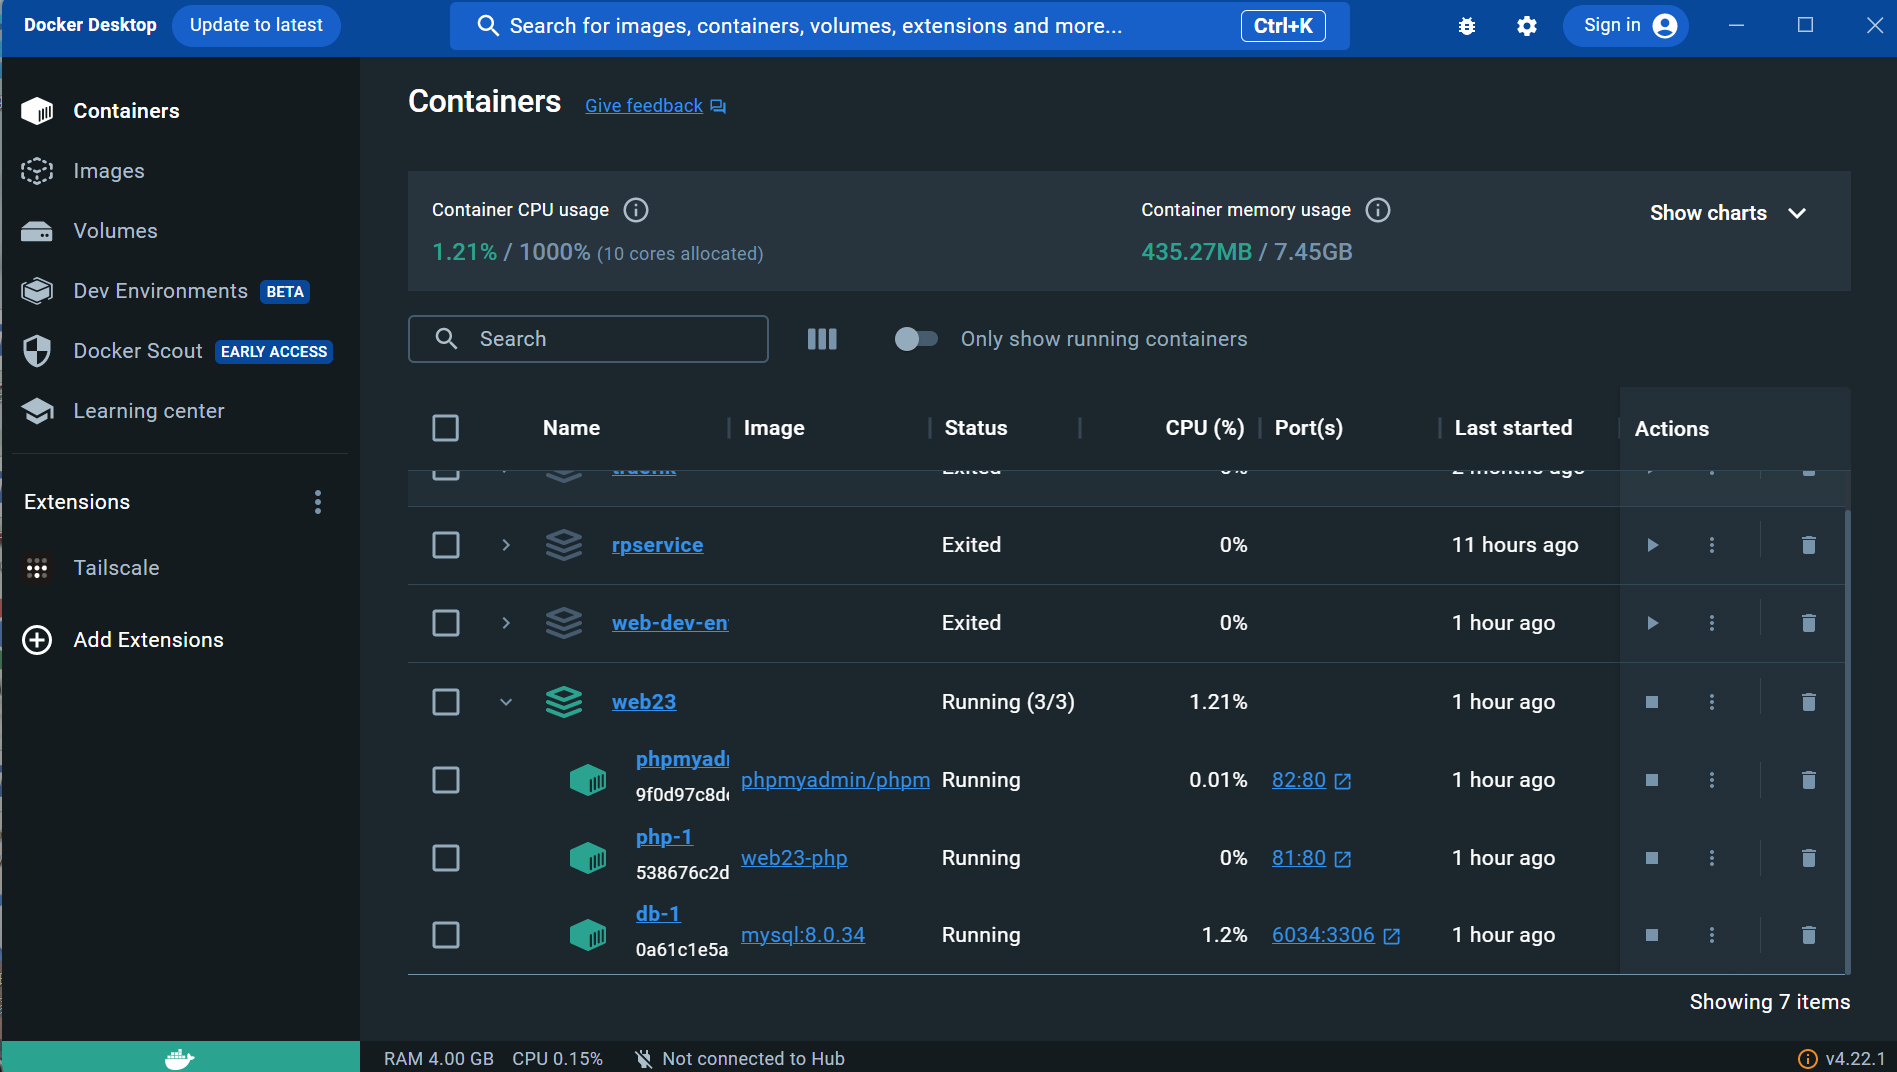 Docker Desktop Update to latest Search for images, containers, volumes, extensions and more... Ctrl+K Sign in
Containers
Images
Volumes
Dev Environments BETA
Docker Scout EARLY ACCESS
Learning center
Extensions
Tailscale
Add Extensions
Containers Give feedback
Container CPU usage
1.21% / 1000% (10 cores allocated)
Container memory usage
435.27MB / 7.45GB
Show charts
Search Only show running containers
Name Image Status CPU (%) Port(s) Last started Actions
Exited 0% 2 months ago
rpservice Exited 0% 11 hours ago
web-dev-en Exited 0% 1 hour ago
web23 Running (3/3) 1.21% 1 hour ago
phpmyad
9f0d97c8d
phpmyadmin/phpm Running 0.01% 82:80 1 hour ago
php-1
538676c2d
web23-php Running 0% 81:80 1 hour ago
db-1
0a61c1e5a
mysql:8.0.34 Running 1.2% 6034:3306 1 hour ago
Showing 7 items
RAM 4.00 GB CPU 0.15% Not connected to Hub v4.22.1